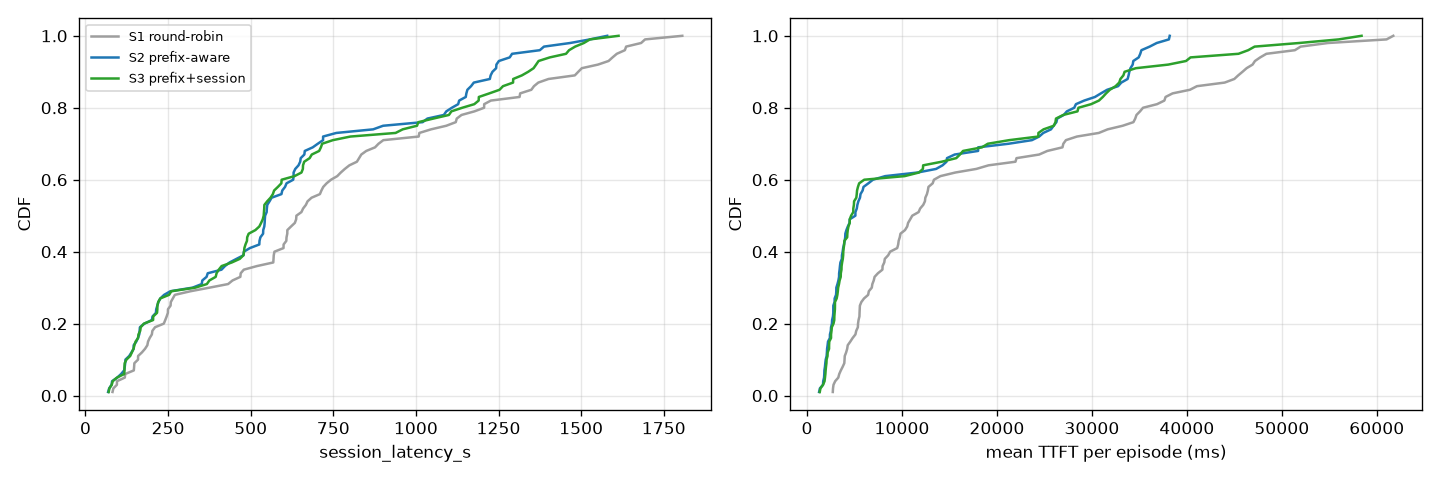 S1 round-robin
S2 prefix-aware
S3 prefix+session
1.0
0.8
0.6
0.4
0.2
0.0
CDF
0 250 500 750 1000 1250 1500 1750
session_latency_s
1.0
0.8
0.6
0.4
0.2
0.0
CDF
0 10000 20000 30000 40000 50000 60000
mean TTFT per episode (ms)